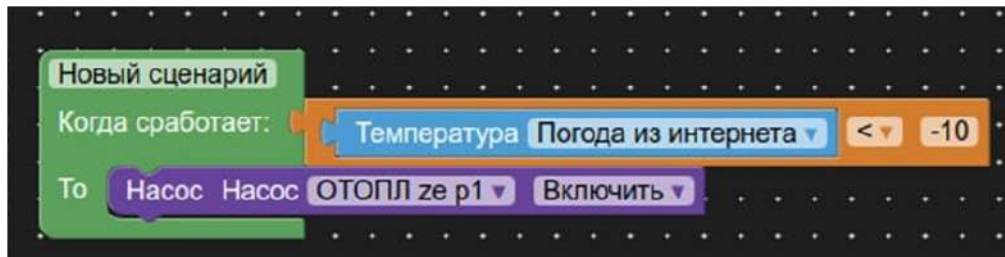 Новый сценарий
Когда сработает: Температура Погода из интернета < -10
То Насос Насос ОТОПЛ ze p1 Включить